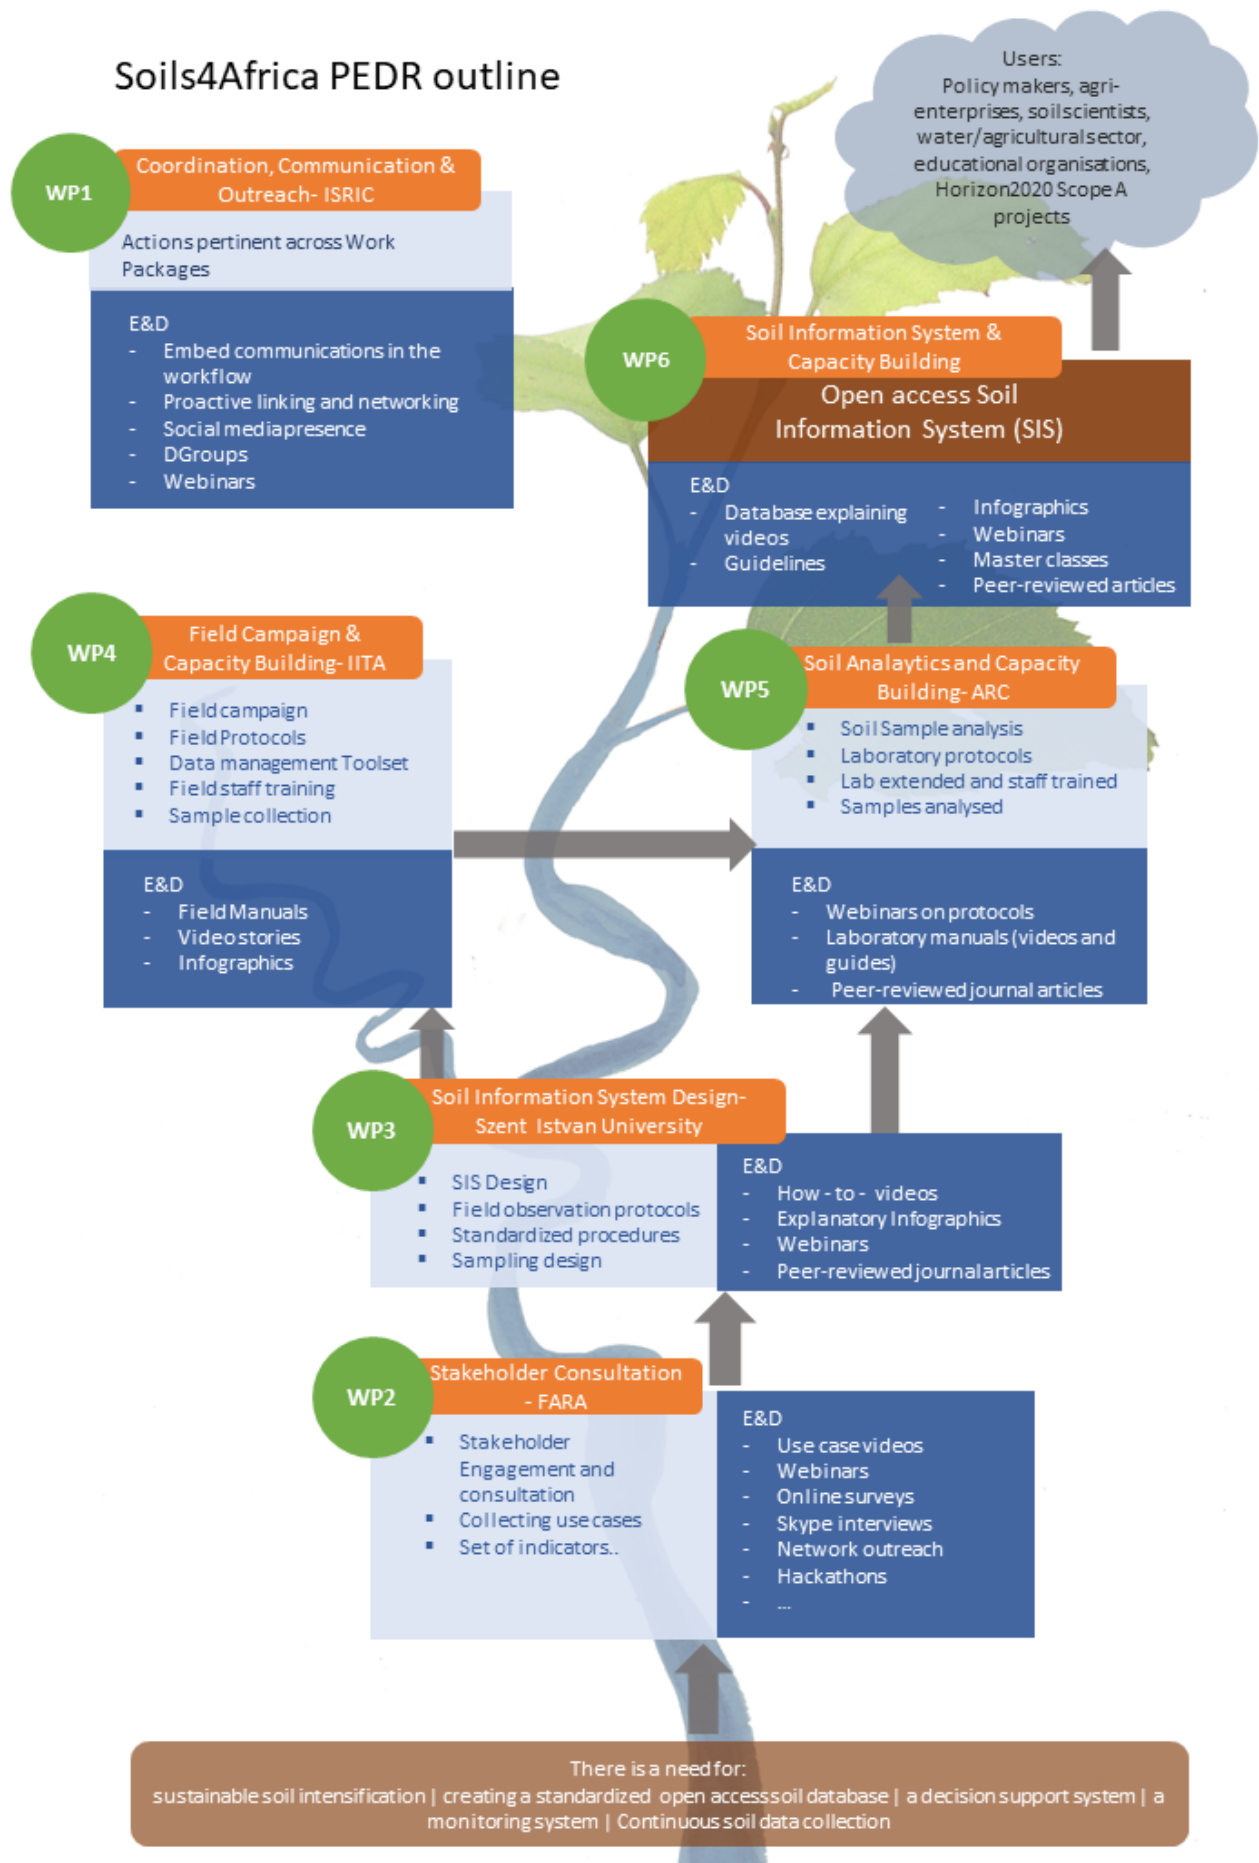 Soils4Africa PEDR outline
Users:
Policy makers, agri-
enterprises, soil scientists,
water/agricultural sector,
educational organisations,
Horizon2020 Scope A
projects
WP1
Coordination, Communication &
Outreach- ISRIC
Actions pertinent across Work
Packages
E&D
- Embed communications in the
workflow
- Proactive linking and networking
- Social media presence
- DGroups
- Webinars
WP6
Soil Information System &
Capacity Building
Open access Soil
Information System (SIS)
E&D
- Database explaining
videos
- Guidelines
- Infographics
- Webinars
- Master classes
- Peer-reviewed articles
WP4
Field Campaign &
Capacity Building- IITA
▪ Field campaign
▪ Field Protocols
▪ Data management Toolset
▪ Field staff training
▪ Sample collection
E&D
- Field Manuals
- Video stories
- Infographics
WP5
Soil Analaytics and Capacity
Building- ARC
▪ Soil Sample analysis
▪ Laboratory protocols
▪ Lab extended and staff trained
▪ Samples analysed
E&D
- Webinars on protocols
- Laboratory manuals (videos and
guides)
- Peer-reviewed journal articles
WP3
Soil Information System Design-
Szent Istvan University
▪ SIS Design
▪ Field observation protocols
▪ Standardized procedures
▪ Sampling design
E&D
- How - to - videos
- Explanatory Infographics
- Webinars
- Peer-reviewed journal articles
WP2
Stakeholder Consultation
- FARA
▪ Stakeholder
Engagement and
consultation
▪ Collecting use cases
▪ Set of indicators..
E&D
- Use case videos
- Webinars
- Online surveys
- Skype interviews
- Network outreach
- Hackathons
- ...
There is a need for:
sustainable soil intensification | creating a standardized open access soil database | a decision support system | a
monitoring system | Continuous soil data collection